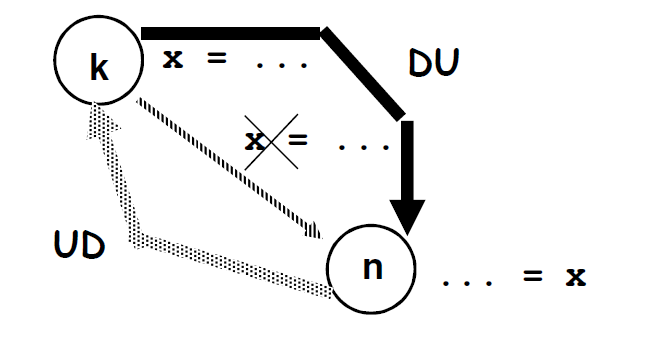 k
x = ...
DU
x = ...
UD
n
... = x